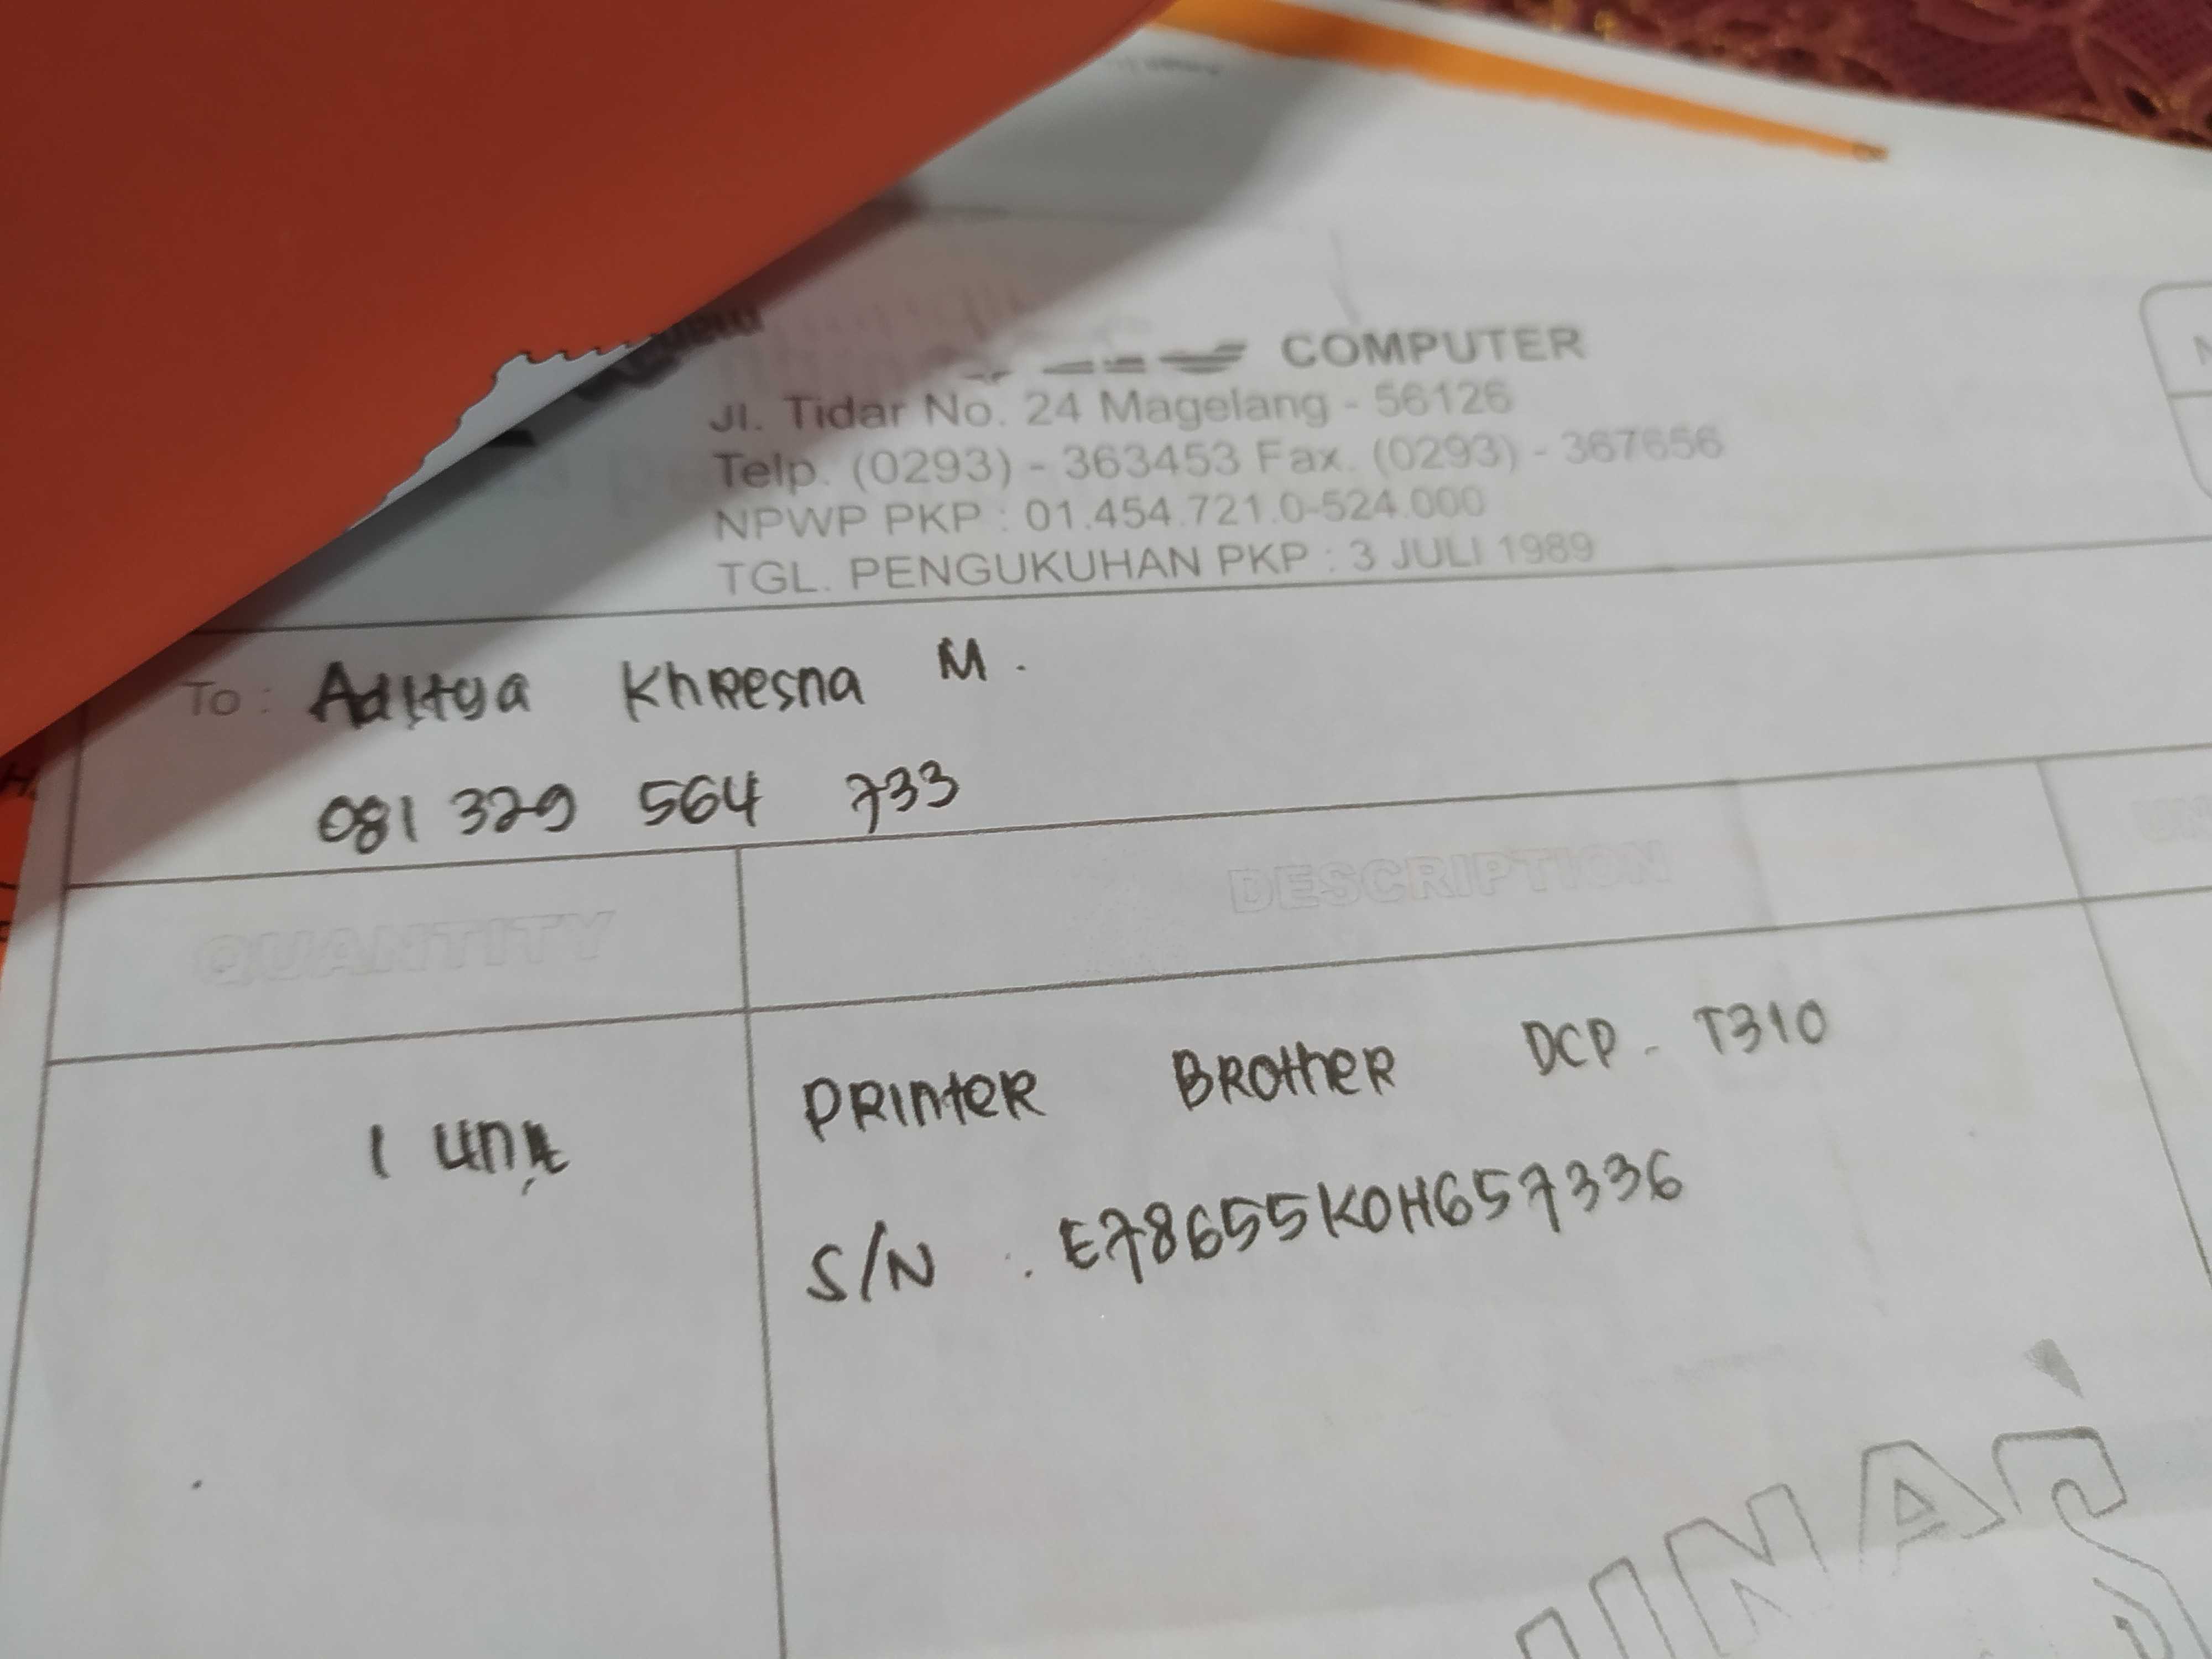 COMPUTER
Jl. Tidar No. 24 Magelang - 56126
Telp. (0293) - 363453 Fax. (0293) - 367656
NPWP PKP : 01.454.721.0-524.000
TGL. PENGUKUHAN PKP : 3 JULI 1989
To : Aditya Khresna M.
081 329 564 733
QUANTITY DESCRIPTION
1 unit Printer Brother DCP - T310
S/N : E78655K0H657336